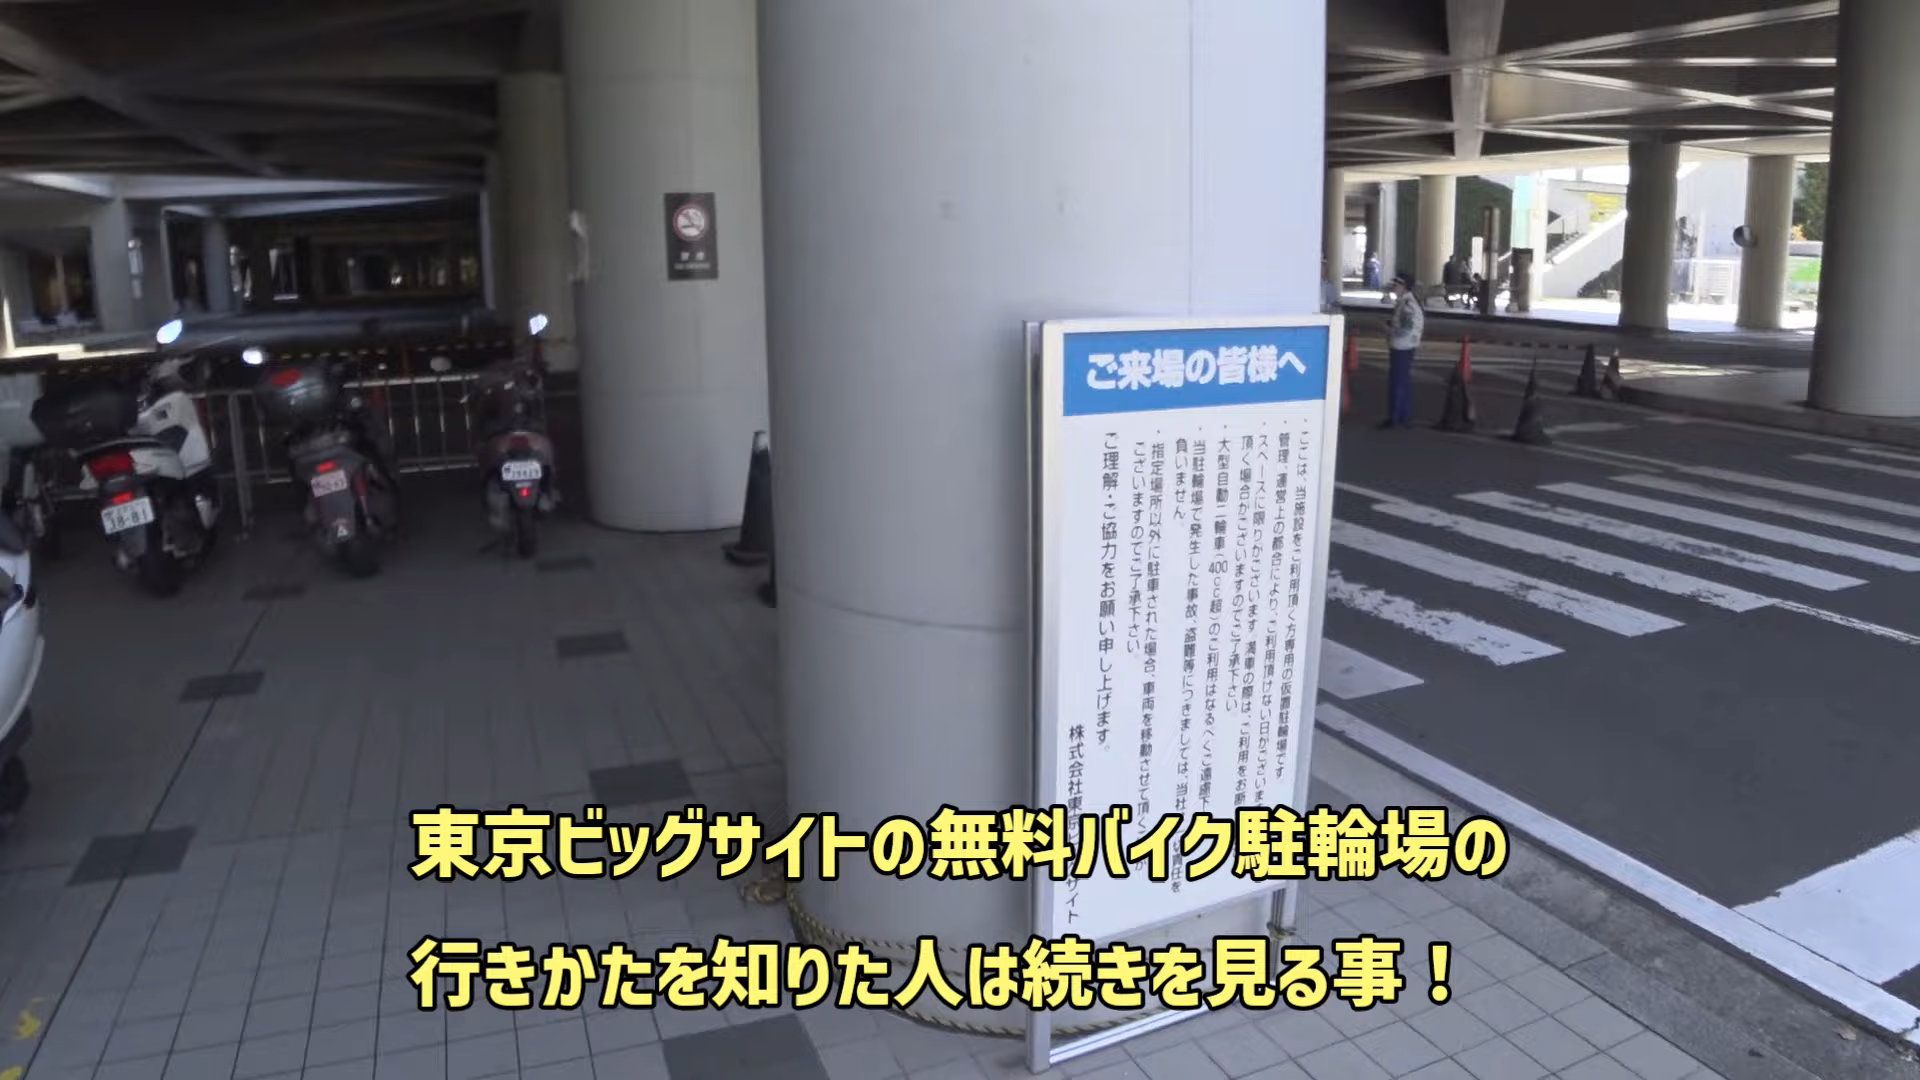 禁煙
ご来場の皆様へ
・ここは、当施設をご利用頂く方専用の仮置駐輪場です
・管理、運営上の都合により、ご利用頂けない日がございま
・スペースに限りがございます。満車の際は、ご利用をお断
頂く場合がございますのでご了承下さい。
・大型自動二輪車(400cc超)のご利用はなるべくご遠慮下
・当駐輪場で発生した事故、盗難等につきましては、当社
責任を
負いません。
・指定場所以外に駐車された場合、車両を移動させて頂く
ございますのでご了承下さい。
ご理解・ご協力をお願い申し上げます。
株式会社東京
サイト
38-81
東京ビッグサイトの無料バイク駐輪場の
行きかたを知りた人は続きを見る事！